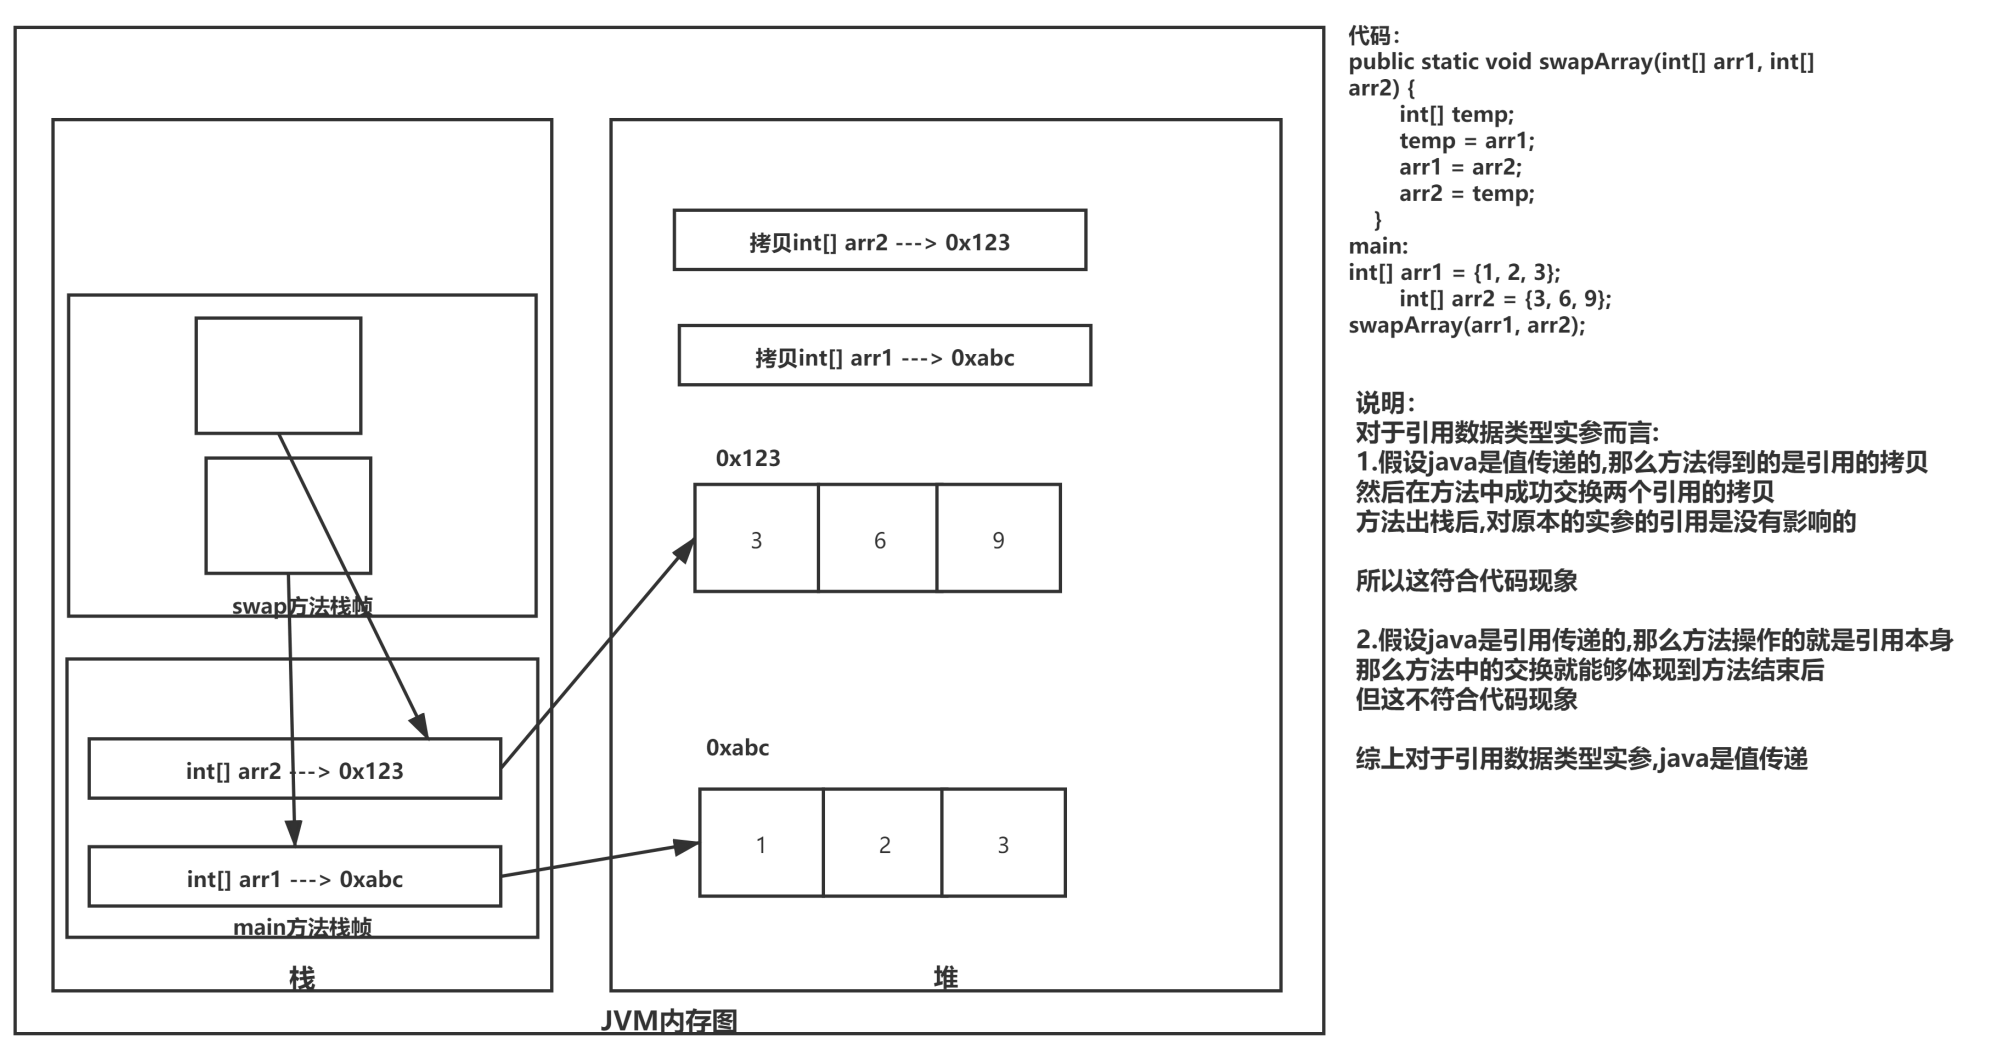 代码：
public static void swapArray(int[] arr1, int[]
arr2) {
int[] temp;
temp = arr1;
arr1 = arr2;
arr2 = temp;
}
main:
int[] arr1 = {1, 2, 3};
int[] arr2 = {3, 6, 9};
swapArray(arr1, arr2);
说明：
对于引用数据类型实参而言:
1.假设java是值传递的,那么方法得到的是引用的拷贝
然后在方法中成功交换两个引用的拷贝
方法出栈后,对原本的实参的引用是没有影响的
所以这符合代码现象
2.假设java是引用传递的,那么方法操作的就是引用本身
那么方法中的交换就能够体现到方法结束后
但这不符合代码现象
综上对于引用数据类型实参,java是值传递
拷贝int[] arr2 ---> 0x123
拷贝int[] arr1 ---> 0xabc
0x123
3 6 9
swap方法栈帧
int[] arr2 ---> 0x123
0xabc
1 2 3
int[] arr1 ---> 0xabc
main方法栈帧
栈
堆
JVM内存图